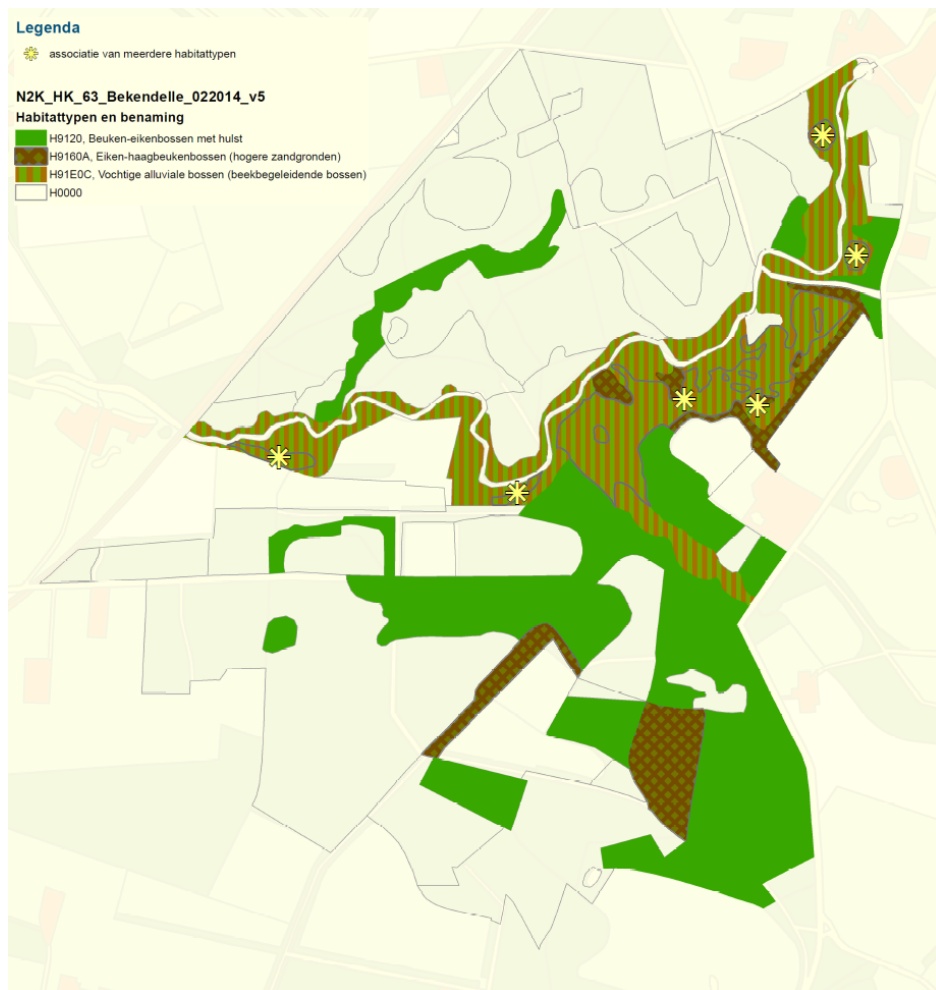 Legenda
associatie van meerdere habitattypen
N2K_HK_63_Bekendelle_022014_v5
Habitattypen en benaming
H9120, Beuken-eikenbossen met hulst
H9160A, Eiken-haagbeukenbossen (hogere zandgronden)
H91E0C, Vochtige alluviale bossen (beekbegeleidende bossen)
H0000